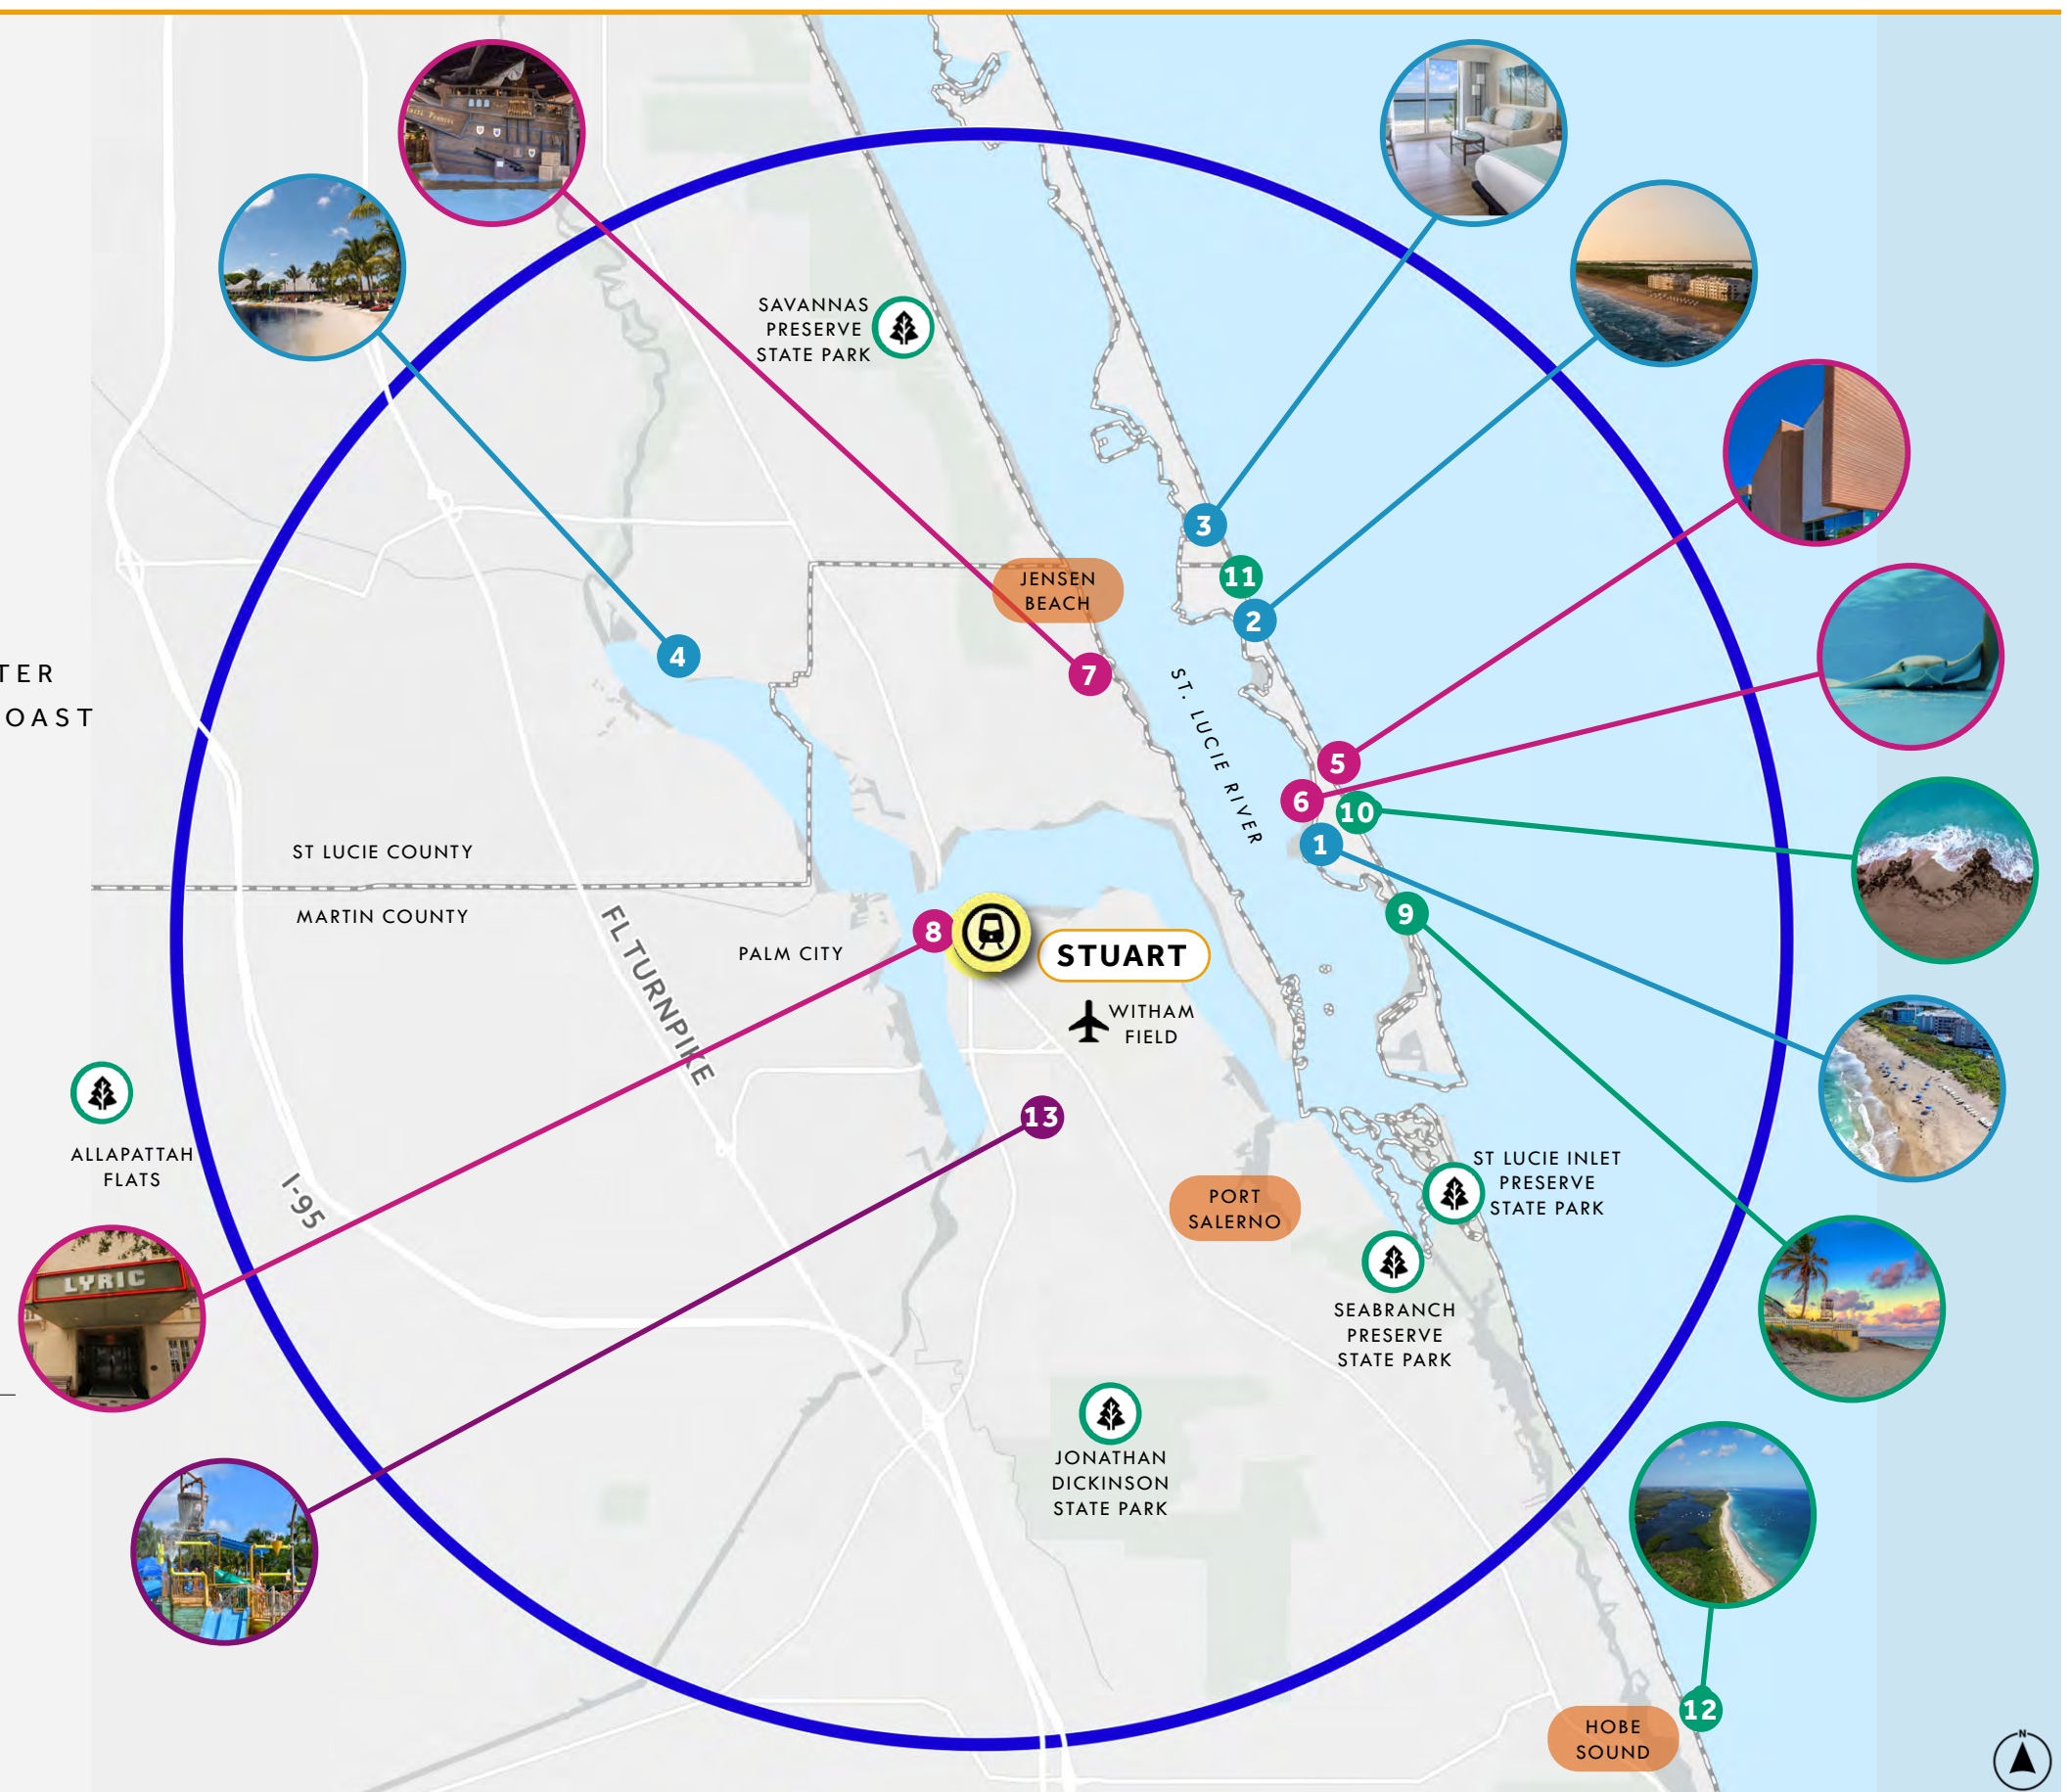 SAVANNAS
PRESERVE
STATE PARK
3
11
JENSEN
BEACH
2
4
7
TER
OAST
ST. LUCIE RIVER
5
6
10
1
ST LUCIE COUNTY
MARTIN COUNTY
9
8
PALM CITY
STUART
FL TURNPIKE
WITHAM
FIELD
13
ALLAPATTAH
FLATS
I-95
ST LUCIE INLET
PRESERVE
STATE PARK
PORT
SALERNO
LYRIC
SEABRANCH
PRESERVE
STATE PARK
JONATHAN
DICKINSON
STATE PARK
12
HOBE
SOUND
N